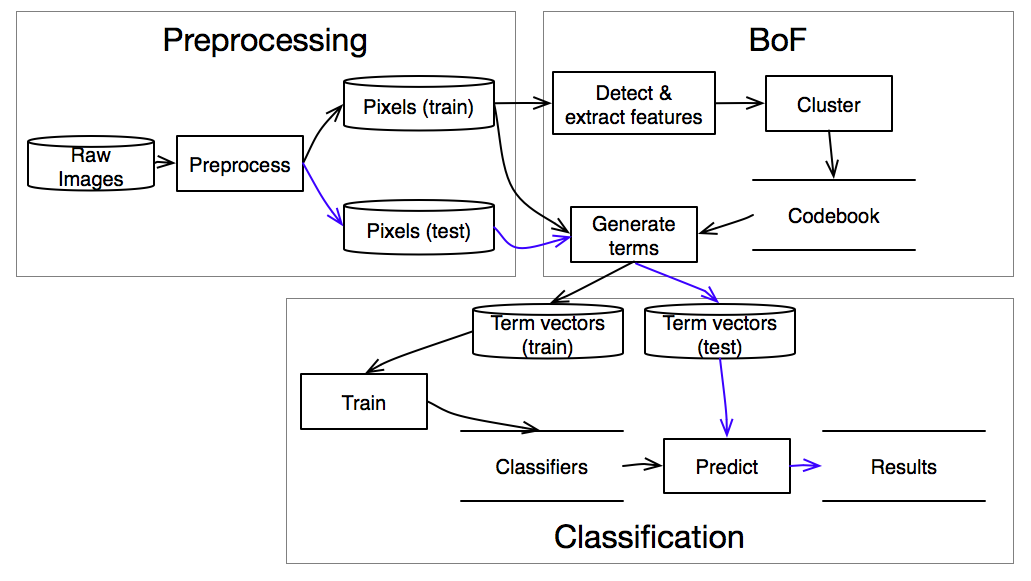 Preprocessing
BoF
Pixels (train)
Detect &
extract features
Cluster
Raw
Images
Preprocess
Pixels (test)
Generate
terms
Codebook
Term vectors
(train)
Term vectors
(test)
Train
Classifiers
Predict
Results
Classification